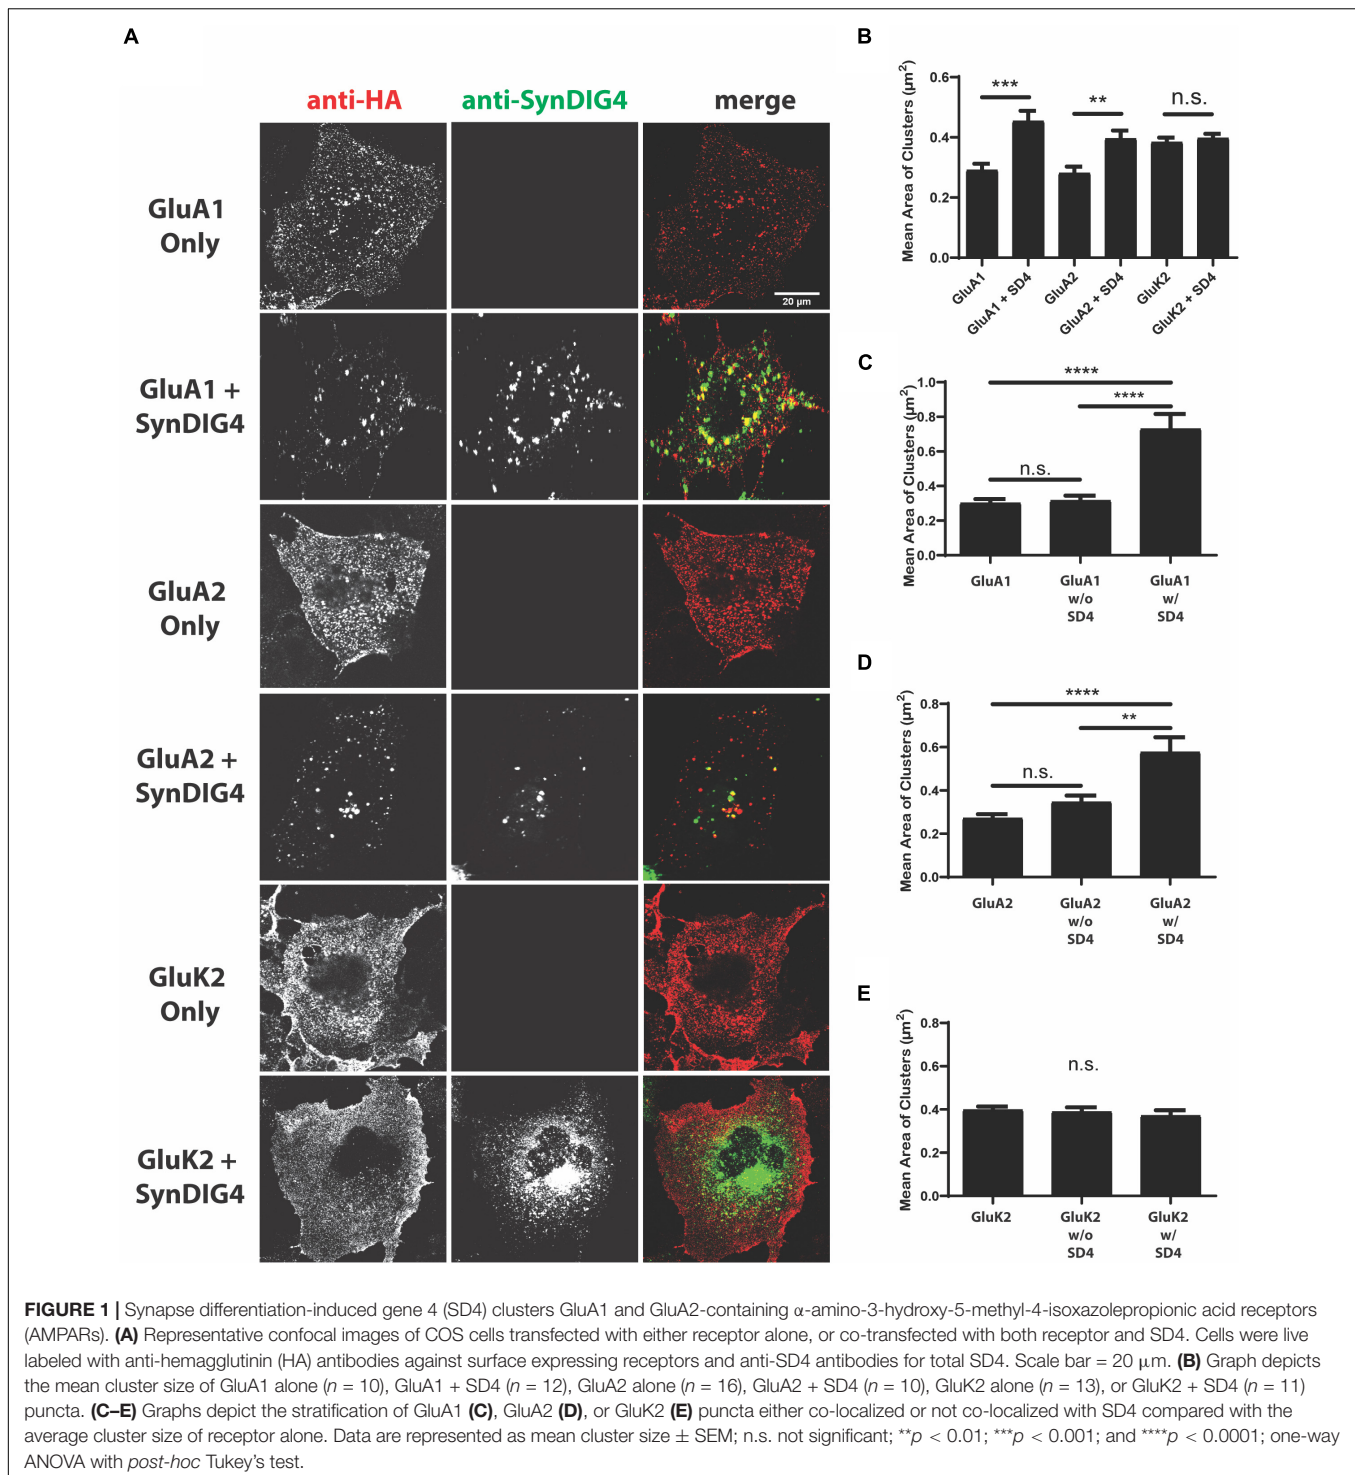 A
anti-HA
anti-SynDIG4
merge
GluA1
Only
20 µm
GluA1 +
SynDIG4
GluA2
Only
GluA2 +
SynDIG4
GluK2
Only
GluK2 +
SynDIG4
B
Mean Area of Clusters (µm²)
0.6
0.4
0.2
0.0
***
**
n.s.
GluA1
GluA1 + SD4
GluA2
GluA2 + SD4
GluK2
GluK2 + SD4
C
Mean Area of Clusters (µm²)
1.0
0.8
0.6
0.4
0.2
0.0
****
****
n.s.
GluA1
GluA1
w/o
SD4
GluA1
w/
SD4
D
Mean Area of Clusters (µm²)
0.8
0.6
0.4
0.2
0.0
****
**
n.s.
GluA2
GluA2
w/o
SD4
GluA2
w/
SD4
E
Mean Area of Clusters (µm²)
0.8
0.6
0.4
0.2
0.0
n.s.
GluK2
GluK2
w/o
SD4
GluK2
w/
SD4
FIGURE 1 | Synapse differentiation-induced gene 4 (SD4) clusters GluA1 and GluA2-containing α-amino-3-hydroxy-5-methyl-4-isoxazolepropionic acid receptors
(AMPARs). (A) Representative confocal images of COS cells transfected with either receptor alone, or co-transfected with both receptor and SD4. Cells were live
labeled with anti-hemagglutinin (HA) antibodies against surface expressing receptors and anti-SD4 antibodies for total SD4. Scale bar = 20 µm. (B) Graph depicts
the mean cluster size of GluA1 alone (n = 10), GluA1 + SD4 (n = 12), GluA2 alone (n = 16), GluA2 + SD4 (n = 10), GluK2 alone (n = 13), or GluK2 + SD4 (n = 11)
puncta. (C–E) Graphs depict the stratification of GluA1 (C), GluA2 (D), or GluK2 (E) puncta either co-localized or not co-localized with SD4 compared with the
average cluster size of receptor alone. Data are represented as mean cluster size ± SEM; n.s. not significant; **p < 0.01; ***p < 0.001; and ****p < 0.0001; one-way
ANOVA with post-hoc Tukey's test.